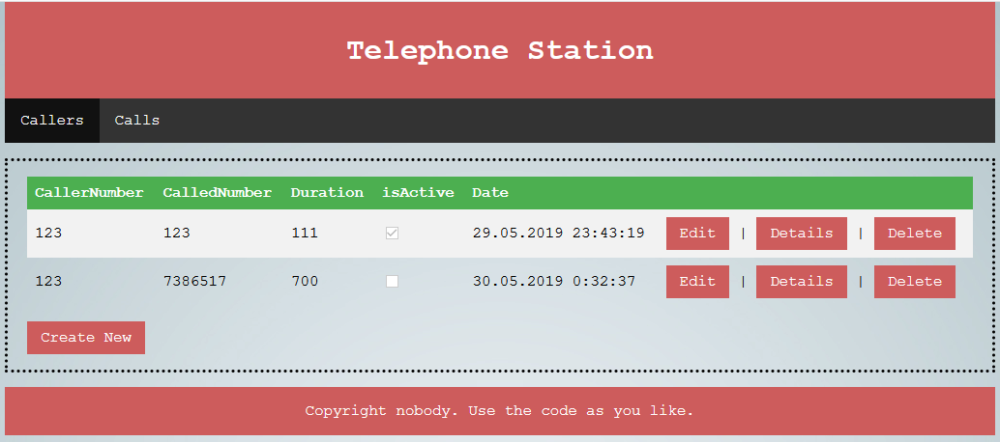 Telephone Station
Callers Calls
CallerNumber CalledNumber Duration isActive Date
123 123 111 29.05.2019 23:43:19 Edit | Details | Delete
123 7386517 700 30.05.2019 0:32:37 Edit | Details | Delete
Create New
Copyright nobody. Use the code as you like.